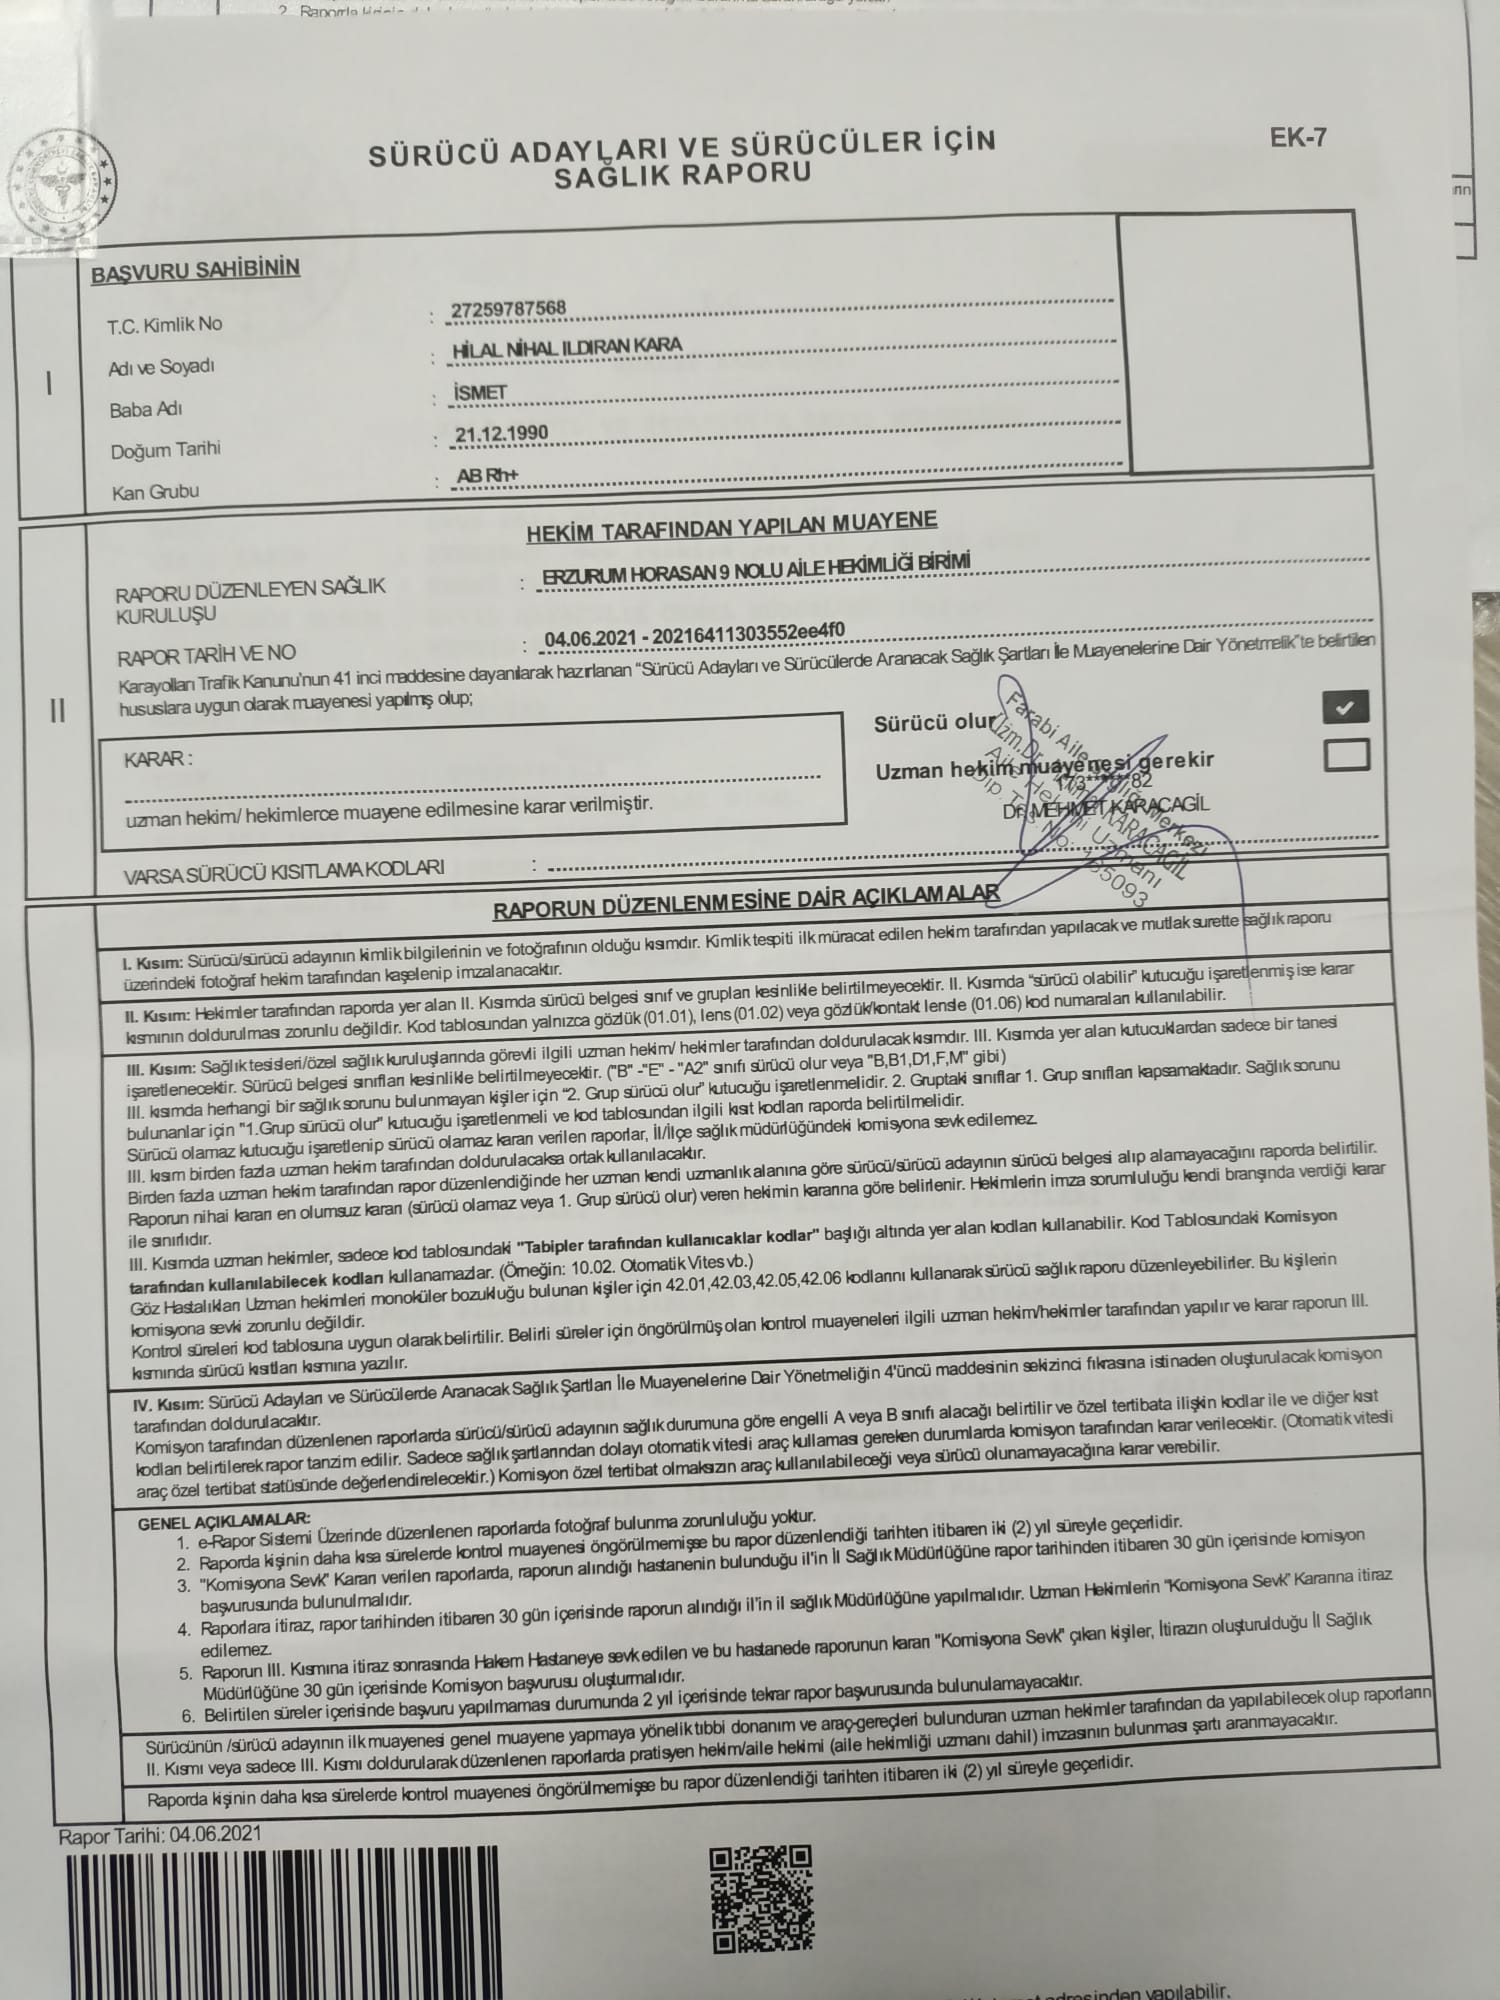 2. Raporda kişinin
SÜRÜCÜ ADAYLARI VE SÜRÜCÜLER İÇİN
SAĞLIK RAPORU
EK-7
BAŞVURU SAHİBİNİN
I
T.C. Kimlik No : 27259787568
Adı ve Soyadı : HİLAL NİHAL ILDIRAN KARA
Baba Adı : İSMET
Doğum Tarihi : 21.12.1990
Kan Grubu : AB Rh+
HEKİM TARAFINDAN YAPILAN MUAYENE
II
RAPORU DÜZENLEYEN SAĞLIK : ERZURUM HORASAN 9 NOLU AİLE HEKİMLİĞİ BİRİMİ
KURULUŞU
RAPOR TARİH VE NO : 04.06.2021 - 20216411303552ee4f0
Karayolları Trafik Kanunu'nun 41 inci maddesine dayanılarak hazırlanan “Sürücü Adayları ve Sürücülerde Aranacak Sağlık Şartları İle Muayenelerine Dair Yönetmelik”te belirtilen
hususlara uygun olarak muayenesi yapılmış olup;
Sürücü olur
KARAR :
Uzman hekim muayenesi gerekir
173******82
uzman hekim/ hekimlerce muayene edilmesine karar verilmiştir.
Dr. MEHMET KARACAGİL
Farabi Aile Sağlığı Merkezi
Uzm.Dr. KARACAGİL
Aile Hekimi Uzmanı
Dip. Tes. No: 135093
VARSA SÜRÜCÜ KISITLAMA KODLARI :
RAPORUN DÜZENLENMESİNE DAİR AÇIKLAMALAR
I. Kısım: Sürücü/sürücü adayının kimlik bilgilerinin ve fotoğrafının olduğu kısımdır. Kimlik tespiti ilk müracat edilen hekim tarafından yapılacak ve mutlak surette sağlık raporu
üzerindeki fotoğraf hekim tarafından kaşelenip imzalanacaktır.
II. Kısım: Hekimler tarafından raporda yer alan II. Kısımda sürücü belgesi sınıf ve grupları kesinlikle belirtilmeyecektir. II. Kısımda “sürücü olabilir” kutucuğu işaretlenmiş ise karar
kısmının doldurulması zorunlu değildir. Kod tablosundan yalnızca gözlük (01.01), lens (01.02) veya gözlük/kontakt lensle (01.06) kod numaraları kullanılabilir.
III. Kısım: Sağlık tesisleri/özel sağlık kuruluşlarında görevli ilgili uzman hekim/ hekimler tarafından doldurulacak kısımdır. III. Kısımda yer alan kutucuklardan sadece bir tanesi
işaretlenecektir. Sürücü belgesi sınıfları kesinlikle belirtilmeyecektir. ("B" -"E" - "A2" sınıfı sürücü olur veya "B,B1,D1,F,M" gibi)
III. kısımda herhangi bir sağlık sorunu bulunmayan kişiler için “2. Grup sürücü olur” kutucuğu işaretlenmelidir. 2. Gruptaki sınıflar 1. Grup sınıfları kapsamaktadır. Sağlık sorunu
bulunanlar için "1.Grup sürücü olur" kutucuğu işaretlenmeli ve kod tablosundan ilgili kısıt kodları raporda belirtilmelidir.
Sürücü olamaz kutucuğu işaretlenip sürücü olamaz kararı verilen raporlar, İl/İlçe sağlık müdürlüğündeki komisyona sevk edilemez.
III. kısım birden fazla uzman hekim tarafından doldurulacaksa ortak kullanılacaktır.
Birden fazla uzman hekim tarafından rapor düzenlendiğinde her uzman kendi uzmanlık alanına göre sürücü/sürücü adayının sürücü belgesi alıp alamayacağını raporda belirtilir.
Raporun nihai kararı en olumsuz kararı (sürücü olamaz veya 1. Grup sürücü olur) veren hekimin kararına göre belirlenir. Hekimlerin imza sorumluluğu kendi branşında verdiği karar
ile sınırlıdır.
III. Kısımda uzman hekimler, sadece kod tablosundaki "Tabipler tarafından kullanıcaklar kodlar" başlığı altında yer alan kodları kullanabilir. Kod Tablosundaki Komisyon
tarafından kullanılabilecek kodları kullanamazlar. (Örneğin: 10.02. Otomatik Vites vb.)
Göz Hastalıkları Uzman hekimleri monoküler bozukluğu bulunan kişiler için 42.01,42.03,42.05,42.06 kodlarını kullanarak sürücü sağlık raporu düzenleyebilirler. Bu kişilerin
komisyona sevki zorunlu değildir.
Kontrol süreleri kod tablosuna uygun olarak belirtilir. Belirli süreler için öngörülmüş olan kontrol muayeneleri ilgili uzman hekim/hekimler tarafından yapılır ve karar raporun III.
kısmında sürücü kısıtları kısmına yazılır.
IV. Kısım: Sürücü Adayları ve Sürücülerde Aranacak Sağlık Şartları İle Muayenelerine Dair Yönetmeliğin 4'üncü maddesinin sekizinci fıkrasına istinaden oluşturulacak komisyon
tarafından doldurulacaktır.
Komisyon tarafından düzenlenen raporlarda sürücü/sürücü adayının sağlık durumuna göre engelli A veya B sınıfı alacağı belirtilir ve özel tertibata ilişkin kodlar ile ve diğer kısıt
kodları belirtilerek rapor tanzim edilir. Sadece sağlık şartlarından dolayı otomatik vitesli araç kullaması gereken durumlarda komisyon tarafından karar verilecektir. (Otomatik vitesli
araç özel tertibat statüsünde değerlendirelecektir.) Komisyon özel tertibat olmaksızın araç kullanılabileceği veya sürücü olunamayacağına karar verebilir.
GENEL AÇIKLAMALAR:
1. e-Rapor Sistemi Üzerinde düzenlenen raporlarda fotoğraf bulunma zorunluluğu yoktur.
2. Raporda kişinin daha kısa sürelerde kontrol muayenesi öngörülmemişse bu rapor düzenlendiği tarihten itibaren iki (2) yıl süreyle geçerlidir.
3. "Komisyona Sevk" Kararı verilen raporlarda, raporun alındığı hastanenin bulunduğu il'in İl Sağlık Müdürlüğüne rapor tarihinden itibaren 30 gün içerisinde komisyon
başvurusunda bulunulmalıdır.
4. Raporlara itiraz, rapor tarihinden itibaren 30 gün içerisinde raporun alındığı il'in il sağlık Müdürlüğüne yapılmalıdır. Uzman Hekimlerin “Komisyona Sevk” Kararına itiraz
edilemez.
5. Raporun III. Kısmına itiraz sonrasında Hakem Hastaneye sevk edilen ve bu hastanede raporunun kararı "Komisyona Sevk" çıkan kişiler, İtirazın oluşturulduğu İl Sağlık
Müdürlüğüne 30 gün içerisinde Komisyon başvurusu oluşturmalıdır.
6. Belirtilen süreler içerisinde başvuru yapılmaması durumunda 2 yıl içerisinde tekrar rapor başvurusunda bulunulamayacaktır.
Sürücünün /sürücü adayının ilk muayenesi genel muayene yapmaya yönelik tıbbi donanım ve araç-gereçleri bulunduran uzman hekimler tarafından da yapılabilecek olup raporların
II. Kısmı veya sadece III. Kısmı doldurularak düzenlenen raporlarda pratisyen hekim/aile hekimi (aile hekimliği uzmanı dahil) imzasının bulunması şartı aranmayacaktır.
Raporda kişinin daha kısa sürelerde kontrol muayenesi öngörülmemişse bu rapor düzenlendiği tarihten itibaren iki (2) yıl süreyle geçerlidir.
Rapor Tarihi: 04.06.2021
adresinden yapılabilir.